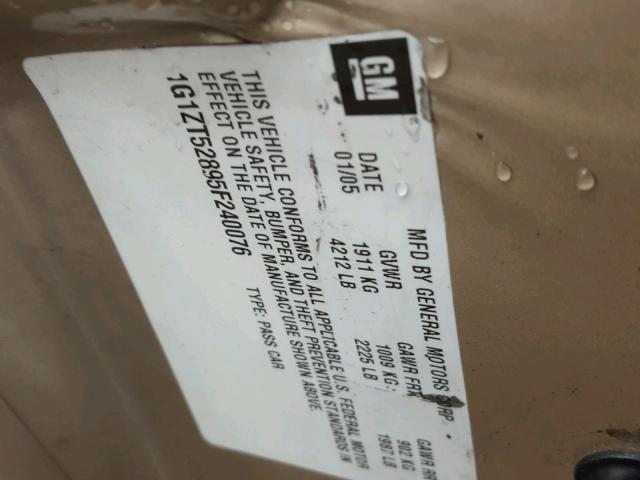 GM
MFD BY GENERAL MOTORS CORP
DATE GVWR GAWR FRT GAWR RR
01/05 1911 KG 1009 KG 902 KG
4212 LB 2225 LB 1987 LB
THIS VEHICLE CONFORMS TO ALL APPLICABLE U.S. FEDERAL MOTOR
VEHICLE SAFETY, BUMPER, AND THEFT PREVENTION STANDARDS IN
EFFECT ON THE DATE OF MANUFACTURE SHOWN ABOVE.
1G1ZT52895F240076 TYPE: PASS CAR